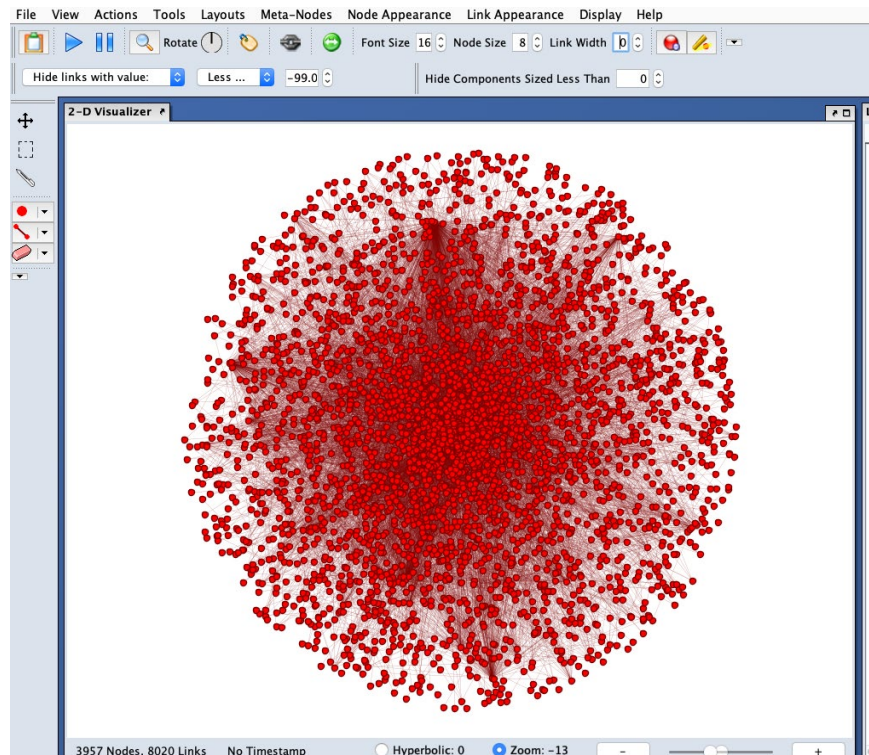 File View Actions Tools Layouts Meta-Nodes Node Appearance Link Appearance Display Help
Rotate Font Size 16 Node Size 8 Link Width 0
Hide links with value: Less ... -99.0 Hide Components Sized Less Than 0
2-D Visualizer
3957 Nodes, 8020 Links No Timestamp Hyperbolic: 0 Zoom: -13 - +